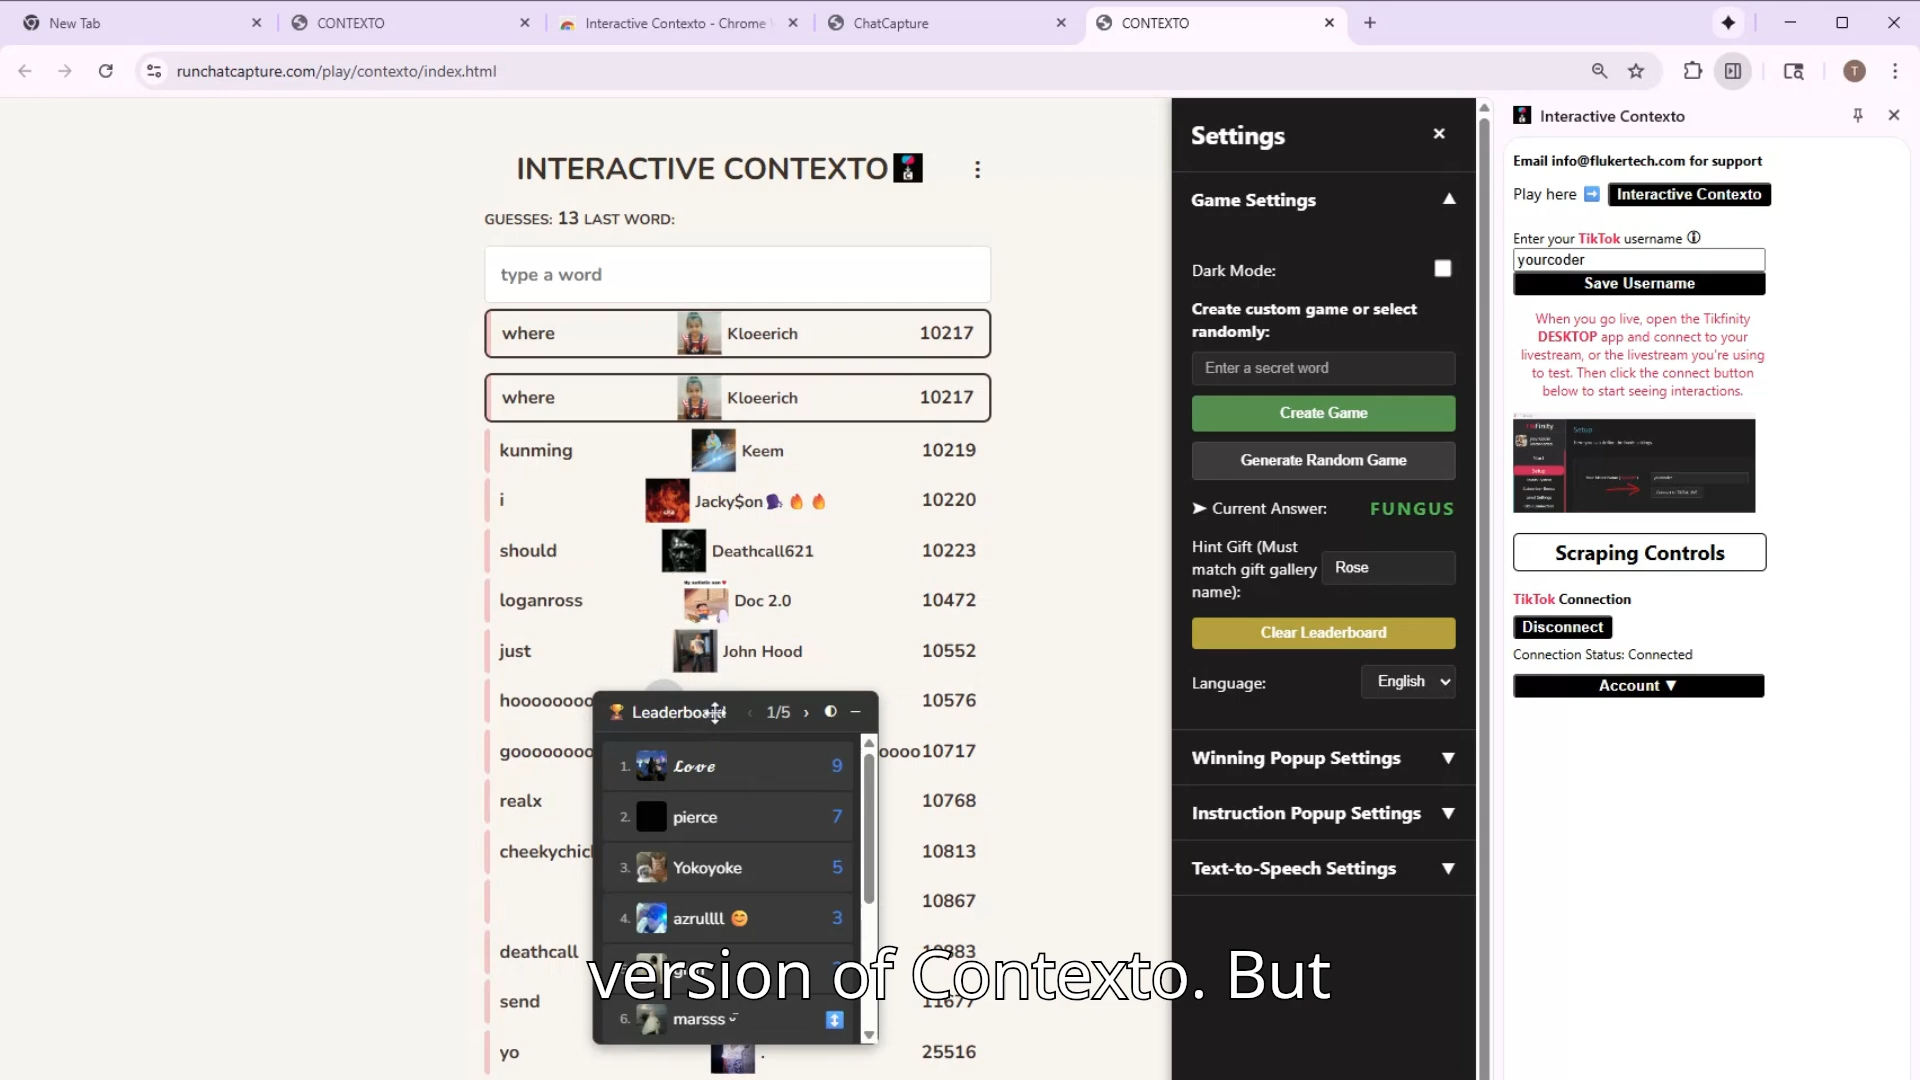 New Tab
CONTEXTO
Interactive Contexto - Chrome
ChatCapture
CONTEXTO
runchatcapture.com/play/contexto/index.html
T
INTERACTIVE CONTEXTO
GUESSES: 13 LAST WORD:
type a word
where Kloeerich 10217
where Kloeerich 10217
kunming Keem 10219
i Jacky$on🗣🔥🔥 10220
should Deathcall621 10223
loganross Doc 2.0 10472
just John Hood 10552
hooooooooo 10576
gooooooooo oooo 10717
realx 10768
cheekychick 10813
10867
deathcall 10883
send 11677
yo . 25516
🏆 Leaderboard ‹ 1/5 ›
1. 𝓛𝓸𝓿𝓮 9
2. pierce 7
3. Yokoyoke 5
4. azrullll 😊 3
6. marsss
version of Contexto. But
Settings
Game Settings ▲
Dark Mode:
Create custom game or select
randomly:
Enter a secret word
Create Game
Generate Random Game
➤ Current Answer: FUNGUS
Hint Gift (Must
match gift gallery
name):
Rose
Clear Leaderboard
Language: English
Winning Popup Settings ▼
Instruction Popup Settings ▼
Text-to-Speech Settings ▼
Interactive Contexto
Email info@flukertech.com for support
Play here ➡️ Interactive Contexto
Enter your TikTok username
yourcoder
Save Username
When you go live, open the Tikfinity
DESKTOP app and connect to your
livestream, or the livestream you're using
to test. Then click the connect button
below to start seeing interactions.
Setup
Scraping Controls
TikTok Connection
Disconnect
Connection Status: Connected
Account ▼